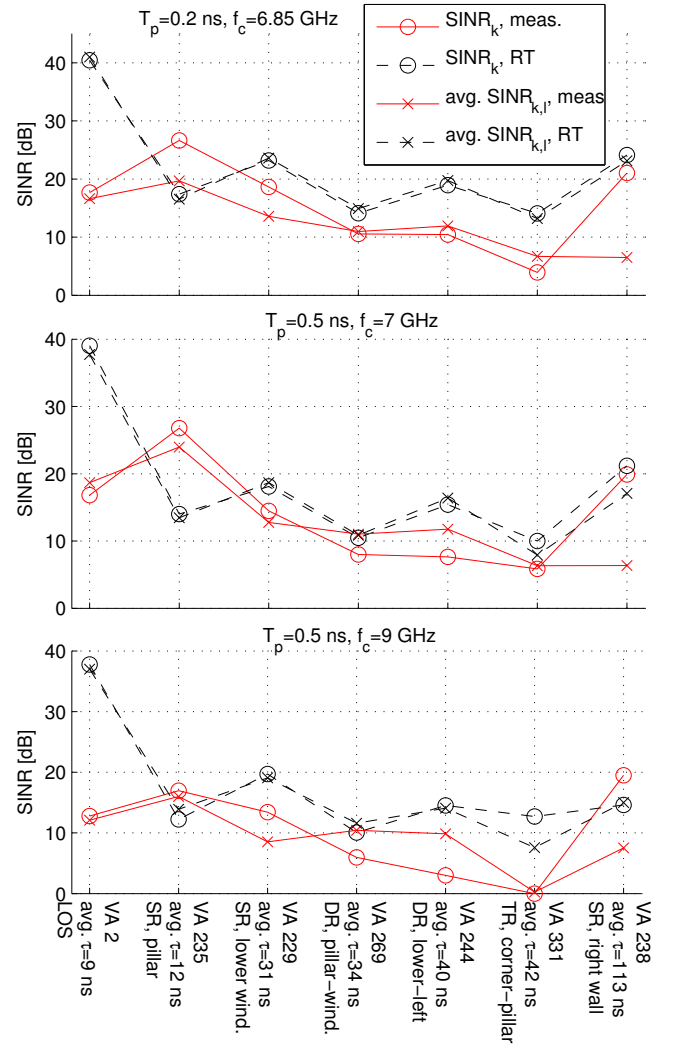 T_p=0.2 ns, f_c=6.85 GHz
SINR_k, meas.
SINR_k, RT
avg. SINR_k,l, meas
avg. SINR_k,l, RT
SINR [dB]
40
30
20
10
0
T_p=0.5 ns, f_c=7 GHz
SINR [dB]
40
30
20
10
0
T_p=0.5 ns, f_c=9 GHz
SINR [dB]
40
30
20
10
0
VA 2
avg. τ=9 ns
LOS
VA 235
avg. τ=12 ns
SR, pillar
VA 229
avg. τ=31 ns
SR, lower wind.
VA 269
avg. τ=34 ns
DR, pillar−wind.
VA 244
avg. τ=40 ns
DR, lower−left
VA 331
avg. τ=42 ns
TR, corner−pillar
VA 238
avg. τ=113 ns
SR, right wall